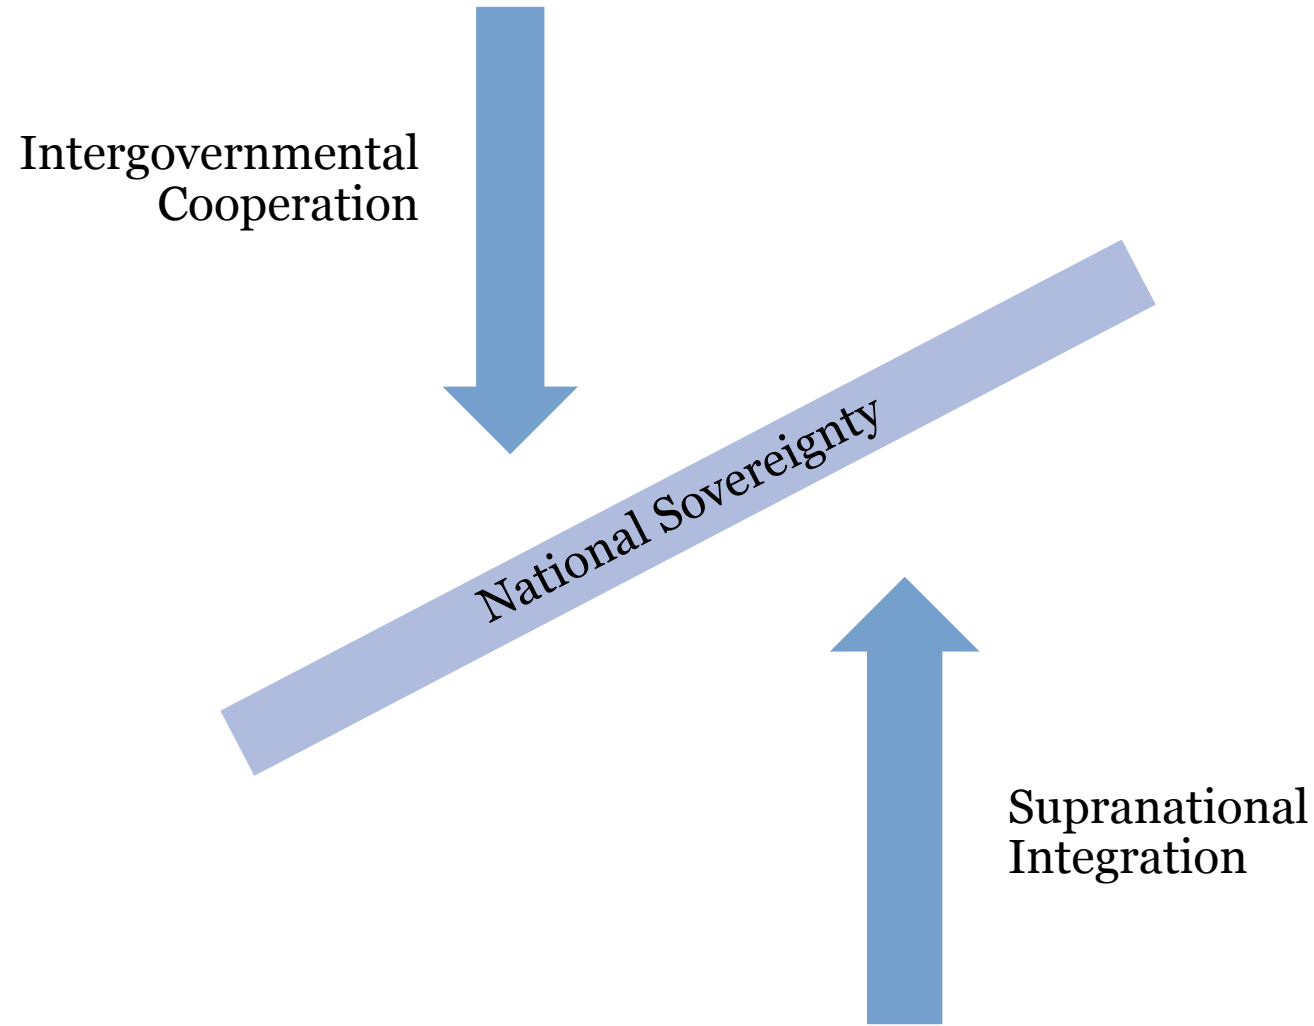 Intergovernmental
Cooperation
National Sovereignty
Supranational
Integration